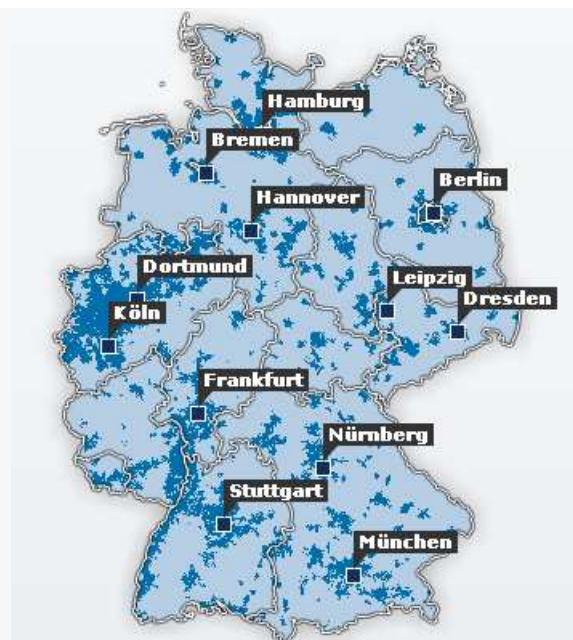 Hamburg
Bremen
Berlin
Hannover
Dortmund
Leipzig
Dresden
Köln
Frankfurt
Nürnberg
Stuttgart
München